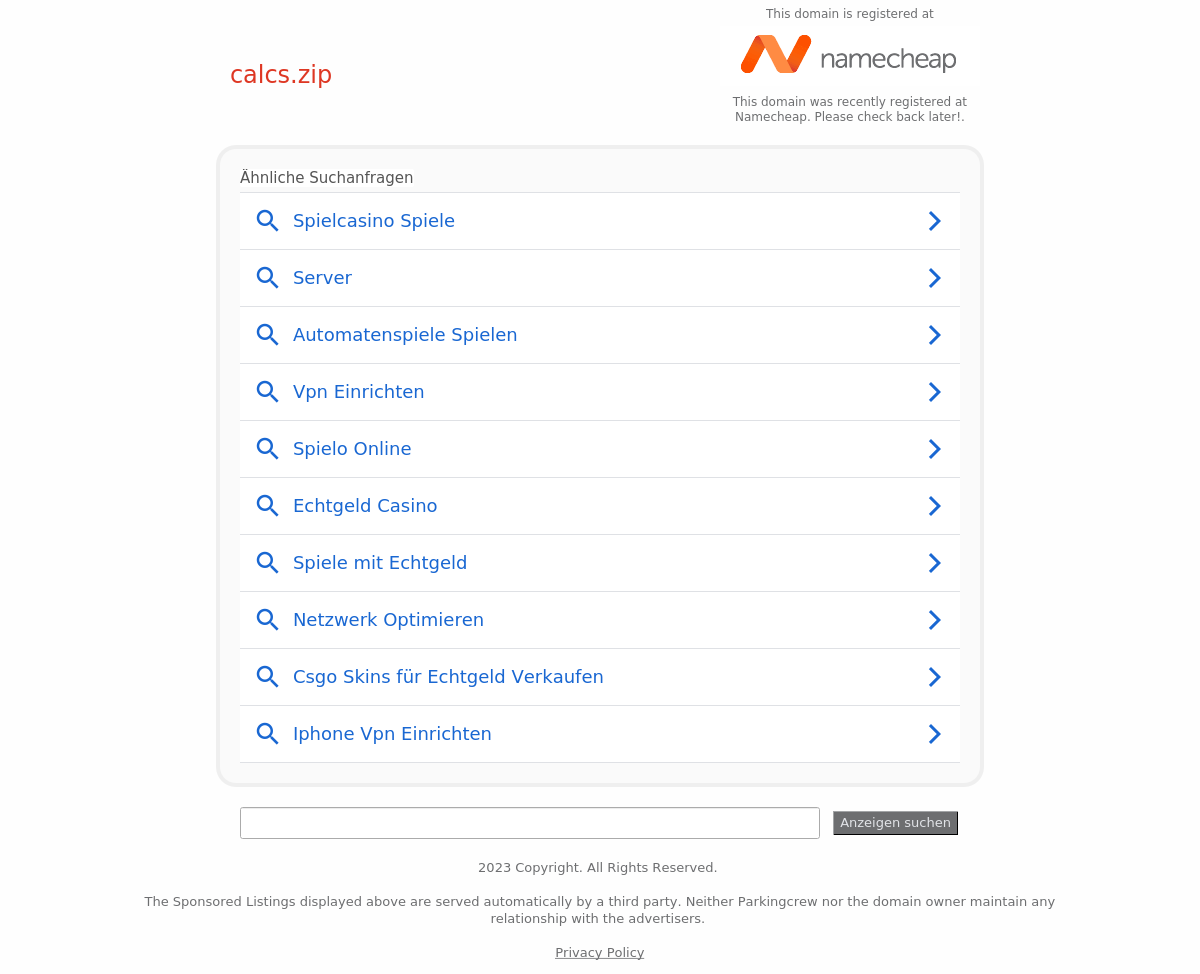 This domain is registered at
namecheap
calcs.zip
This domain was recently registered at
Namecheap. Please check back later!.
Ähnliche Suchanfragen
Spielcasino Spiele
Server
Automatenspiele Spielen
Vpn Einrichten
Spielo Online
Echtgeld Casino
Spiele mit Echtgeld
Netzwerk Optimieren
Csgo Skins für Echtgeld Verkaufen
Iphone Vpn Einrichten
Anzeigen suchen
2023 Copyright. All Rights Reserved.
The Sponsored Listings displayed above are served automatically by a third party. Neither Parkingcrew nor the domain owner maintain any
relationship with the advertisers.
Privacy Policy